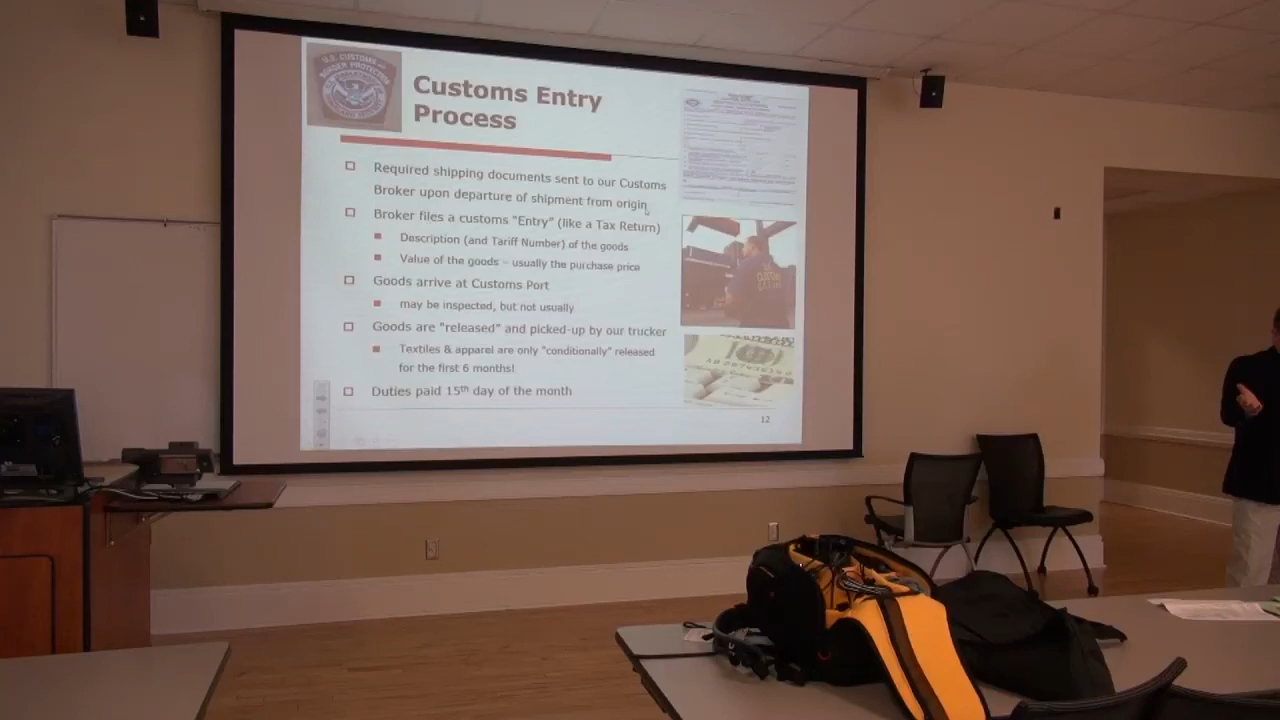 U.S. CUSTOMS AND
BORDER PROTECTION
Customs Entry
Process
Required shipping documents sent to our Customs
Broker upon departure of shipment from origin
Broker files a customs “Entry” (like a Tax Return)
Description (and Tariff Number) of the goods
Value of the goods – usually the purchase price
Goods arrive at Customs Port
may be inspected, but not usually
Goods are “released” and picked-up by our trucker
Textiles & apparel are only “conditionally” released
for the first 6 months!
Duties paid 15th day of the month
12